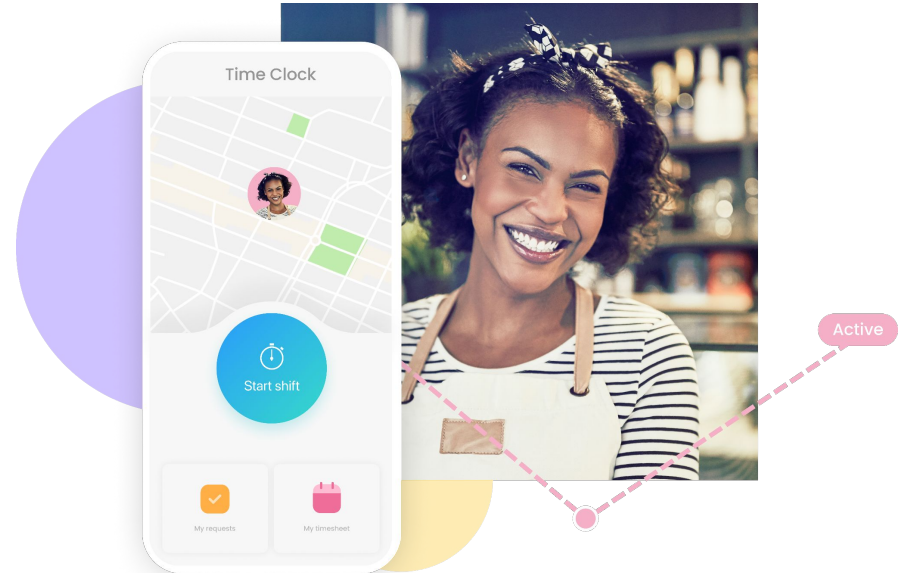 Time Clock
Start shift
My requests
My timesheet
Active